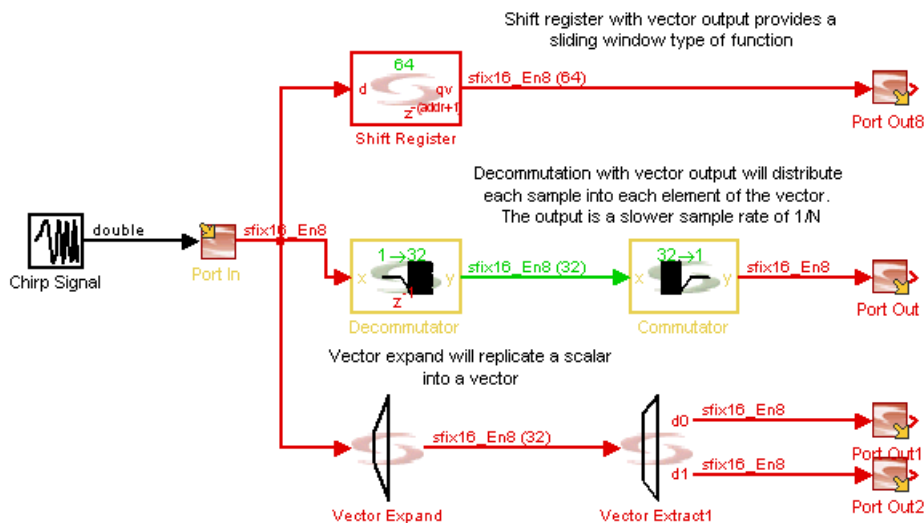 Shift register with vector output provides a
sliding window type of function
64
d
qv
z
-(addr+1)
Shift Register
sfix16_En8 (64)
Port Out8
Decommutation with vector output will distribute
each sample into each element of the vector.
The output is a slower sample rate of 1/N
Chirp Signal
double
Port In
sfix16_En8
1→32
x
y
z
-1
Decommutator
sfix16_En8 (32)
32→1
x
y
Commutator
sfix16_En8
Port Out
Vector expand will replicate a scalar
into a vector
Vector Expand
sfix16_En8 (32)
d0
d1
Vector Extract1
sfix16_En8
Port Out1
sfix16_En8
Port Out2